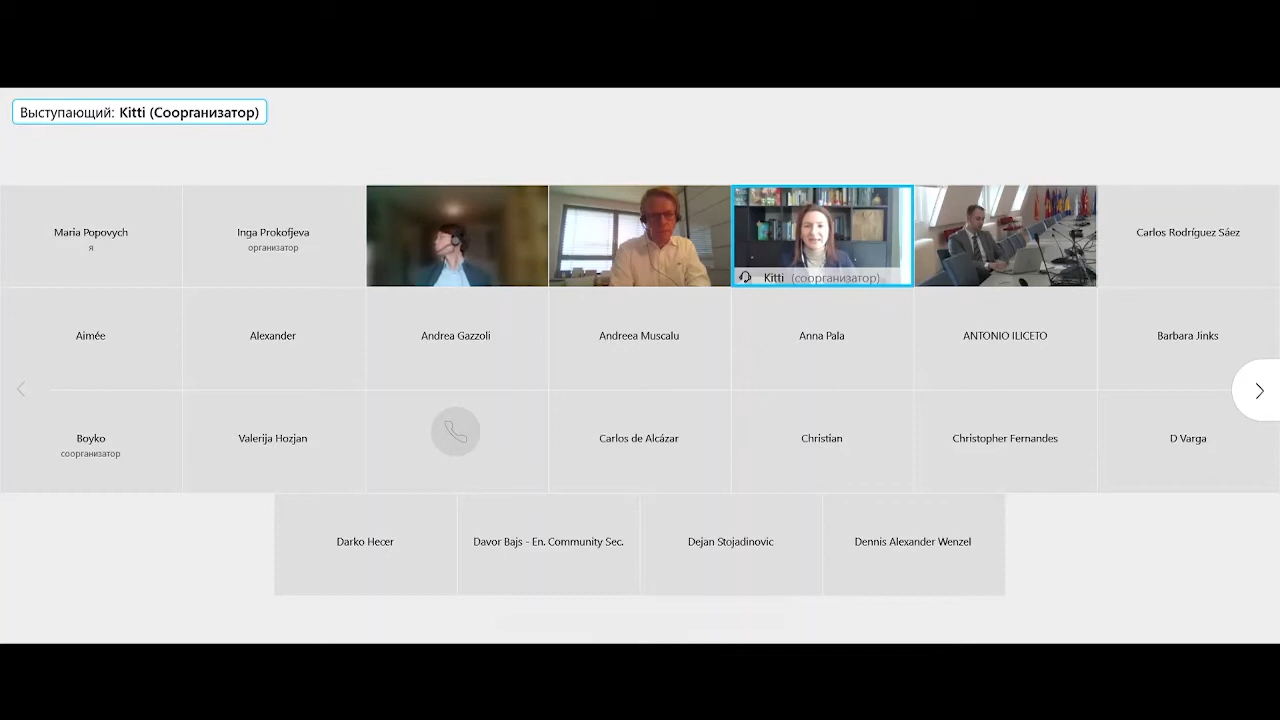 Выступающий: Kitti (Соорганизатор)
Maria Popovych
я
Inga Prokofjeva
организатор
Kitti (соорганизатор)
Carlos Rodríguez Sáez
Aimée
Alexander
Andrea Gazzoli
Andreea Muscalu
Anna Pala
ANTONIO ILICETO
Barbara Jinks
Boyko
соорганизатор
Valerija Hozjan
Carlos de Alcázar
Christian
Christopher Fernandes
D Varga
Darko Hecer
Davor Bajs - En. Community Sec.
Dejan Stojadinovic
Dennis Alexander Wenzel